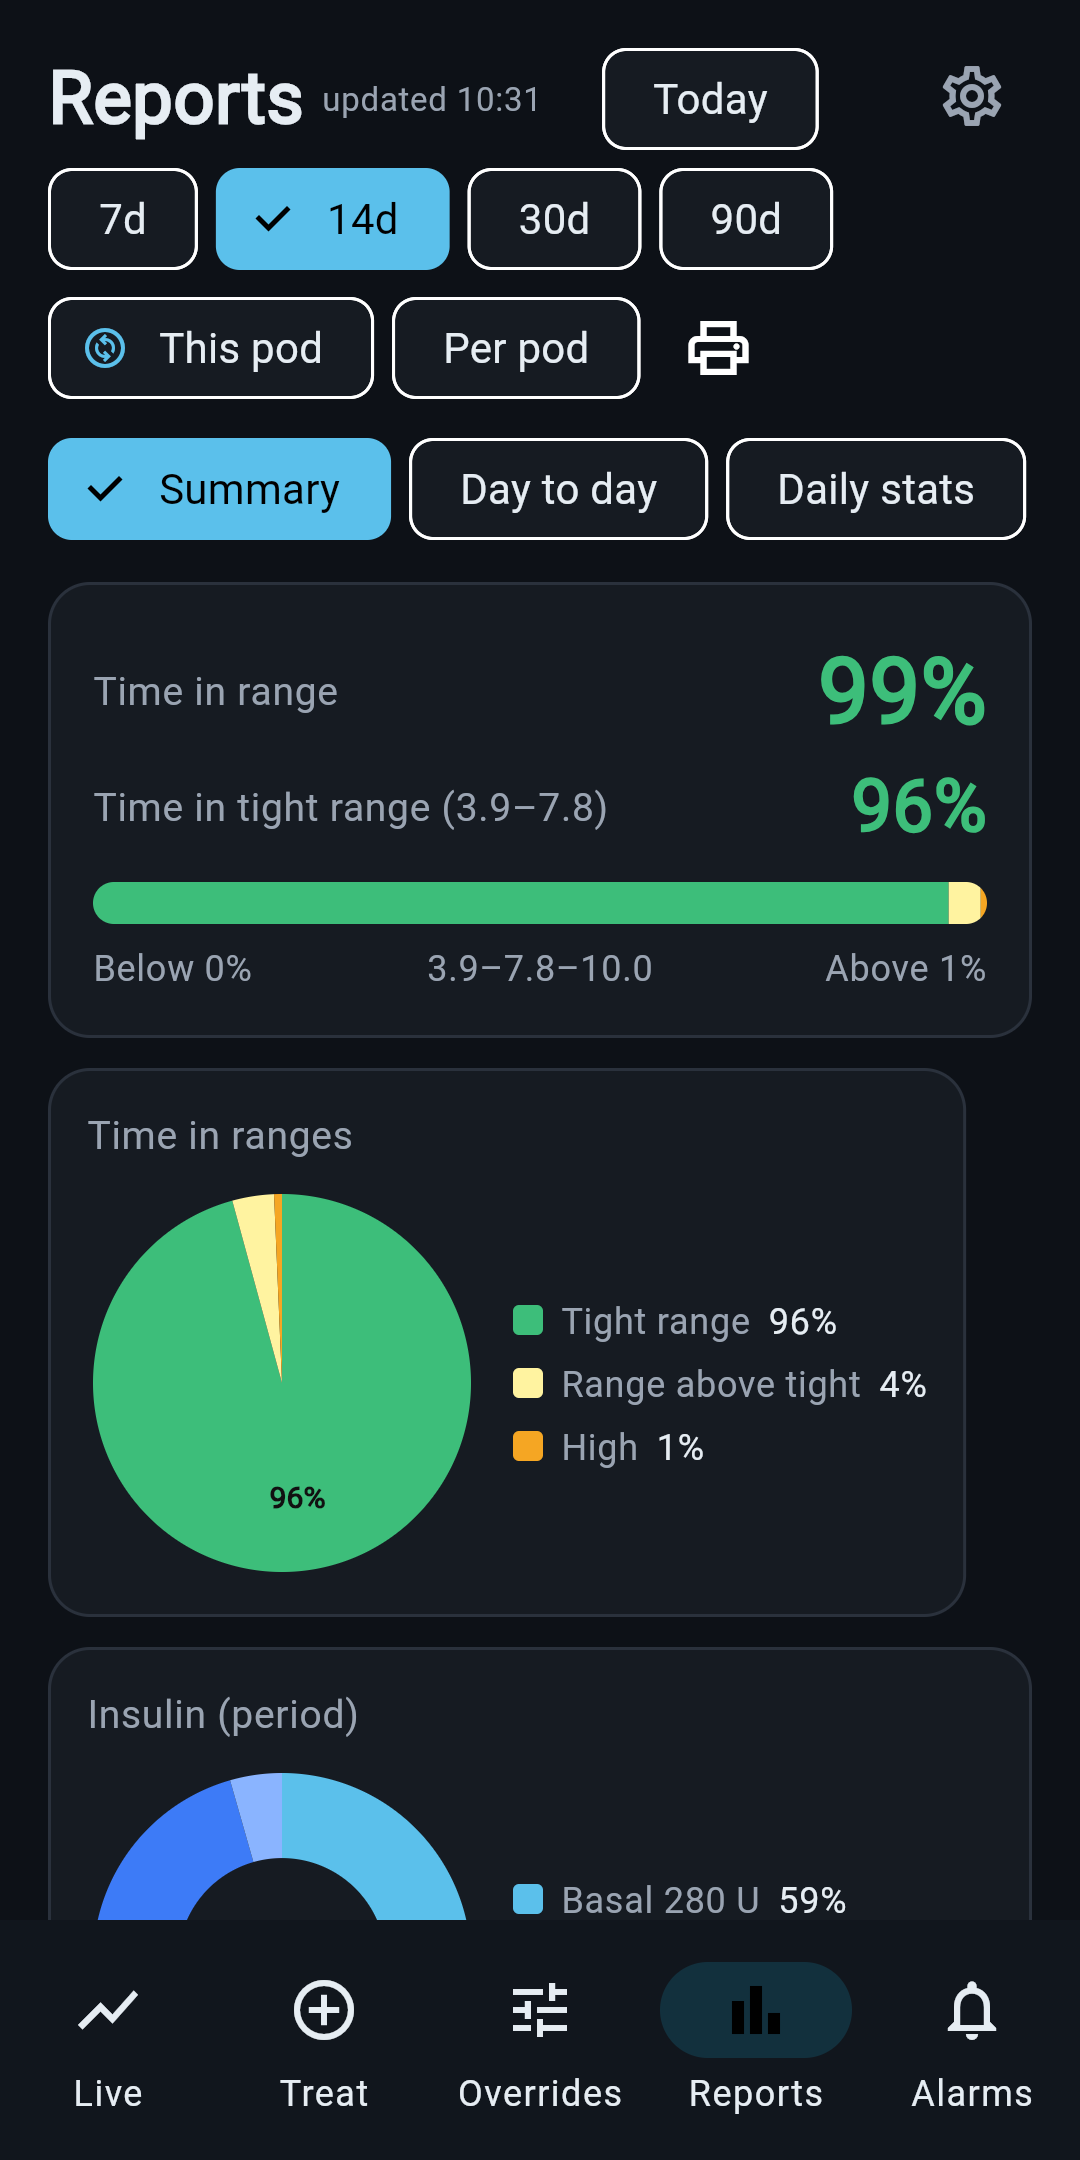 Reports updated 10:31 Today
7d 14d 30d 90d
This pod Per pod
Summary Day to day Daily stats
Time in range 99%
Time in tight range (3.9–7.8) 96%
Below 0% 3.9–7.8–10.0 Above 1%
Time in ranges
Tight range 96%
Range above tight 4%
High 1%
96%
Insulin (period)
Basal 280 U 59%
Live Treat Overrides Reports Alarms